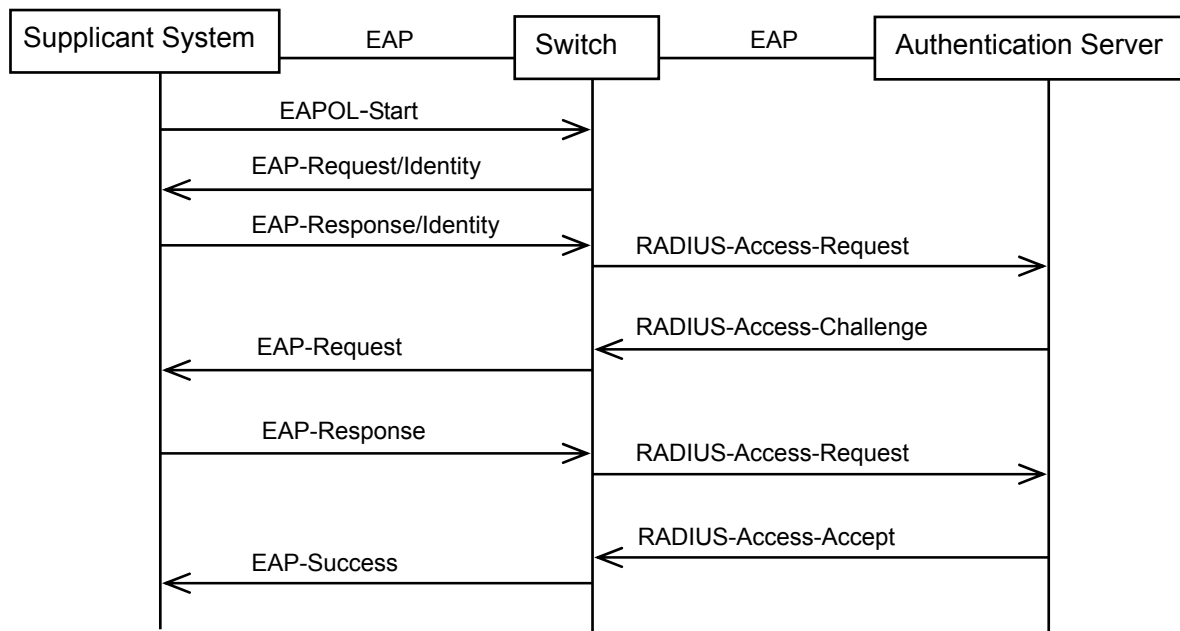 Supplicant System
EAP
Switch
EAP
Authentication Server
EAPOL-Start
EAP-Request/Identity
EAP-Response/Identity
RADIUS-Access-Request
RADIUS-Access-Challenge
EAP-Request
EAP-Response
RADIUS-Access-Request
RADIUS-Access-Accept
EAP-Success